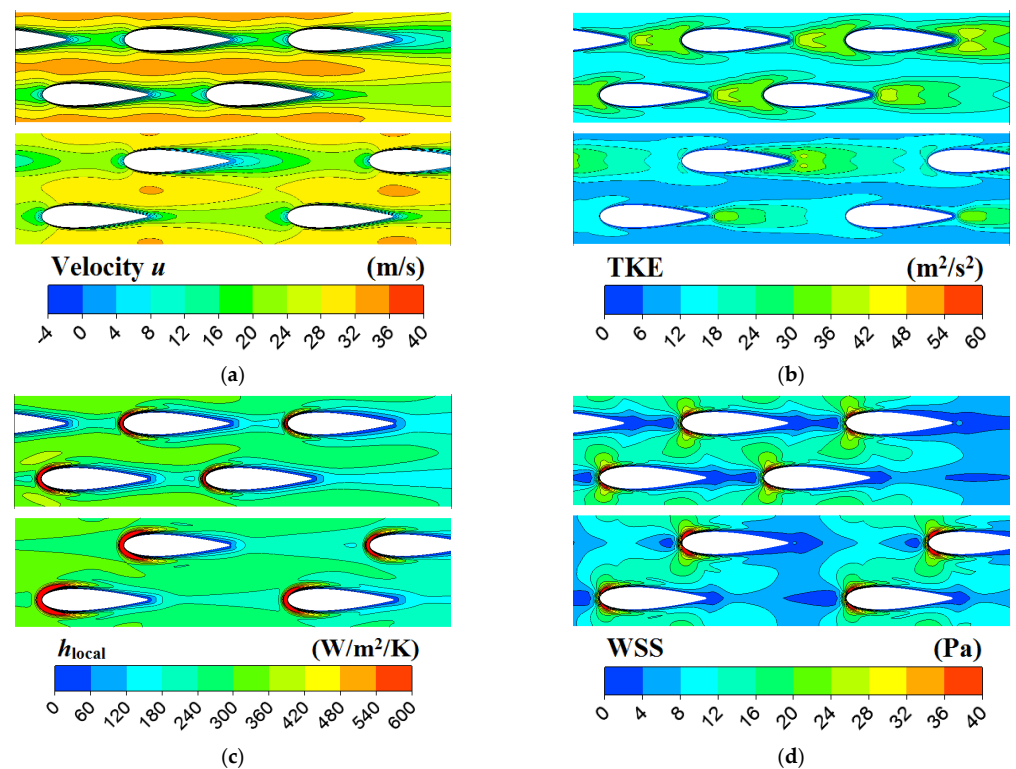 Velocity u (m/s)
-4 0 4 8 12 16 20 24 28 32 36 40
(a)
TKE (m²/s²)
0 6 12 18 24 30 36 42 48 54 60
(b)
h_local (W/m²/K)
0 60 120 180 240 300 360 420 480 540 600
(c)
WSS (Pa)
0 4 8 12 16 20 24 28 32 36 40
(d)